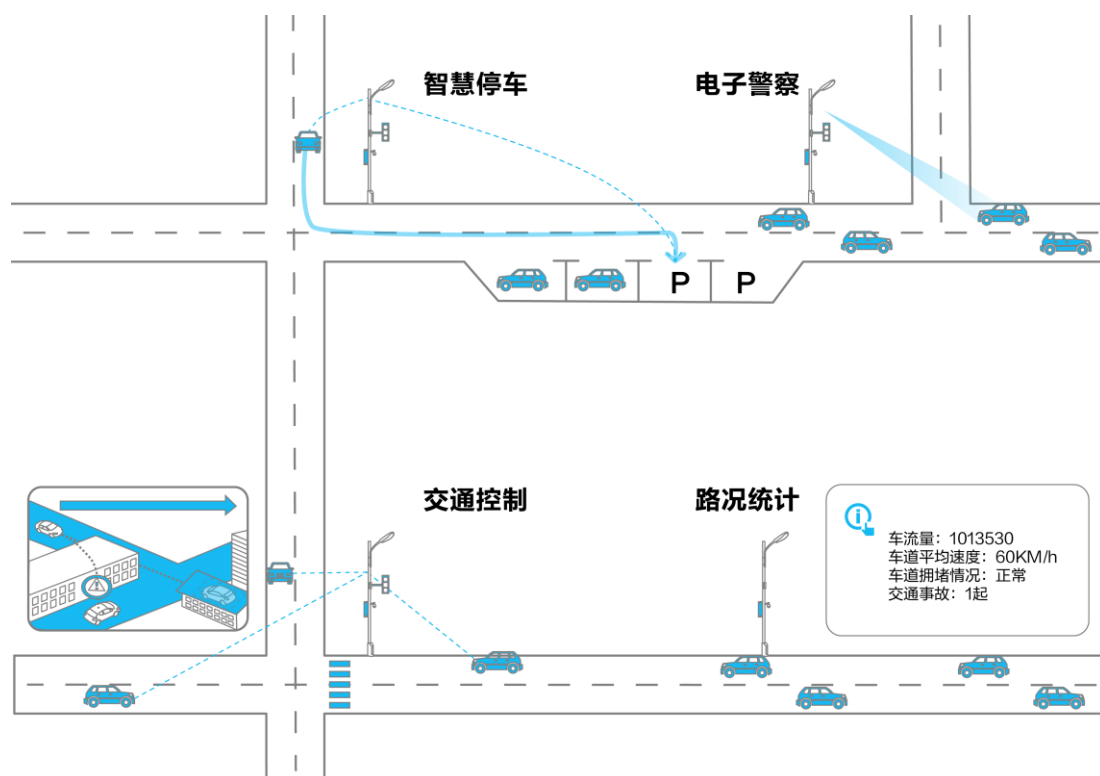 智慧停车
电子警察
P
P
交通控制
路况统计
车流量：1013530
车道平均速度：60KM/h
车道拥堵情况：正常
交通事故：1起